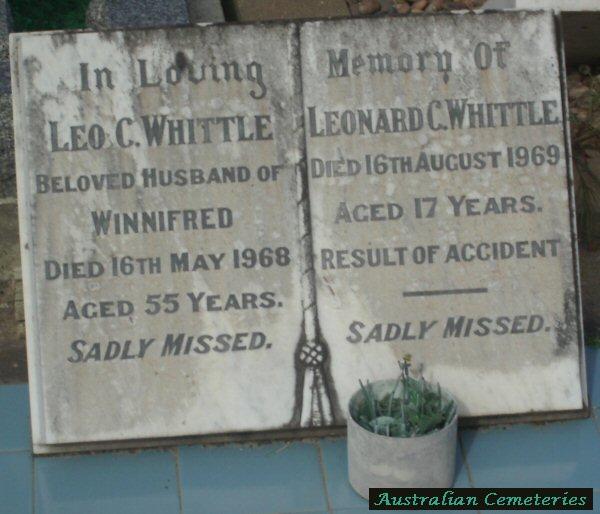 In Loving Memory Of
LEO C. WHITTLE
BELOVED HUSBAND OF
WINNIFRED
DIED 16TH MAY 1968
AGED 55 YEARS.
SADLY MISSED.
LEONARD C. WHITTLE.
DIED 16TH AUGUST 1969
AGED 17 YEARS.
RESULT OF ACCIDENT
SADLY MISSED.
Australian Cemeteries